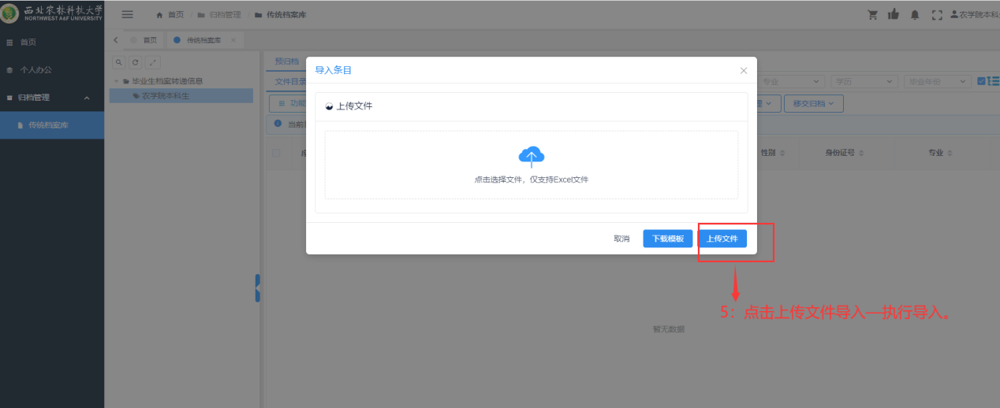 西北农林科技大学
NORTHWEST A&F UNIVERSITY
首页 / 归档管理 / 传统档案库
农学院本科
首页
个人办公
归档管理
传统档案库
首页
传统档案库
毕业生档案转递信息
农学院本科生
预归档
文件目录
专业
学历
毕业年份
功能
理
移交归档
当前
性别
身份证号
专业
导入条目
上传文件
点击选择文件，仅支持Excel文件
取消
下载模板
上传文件
5：点击上传文件导入—执行导入。
暂无数据